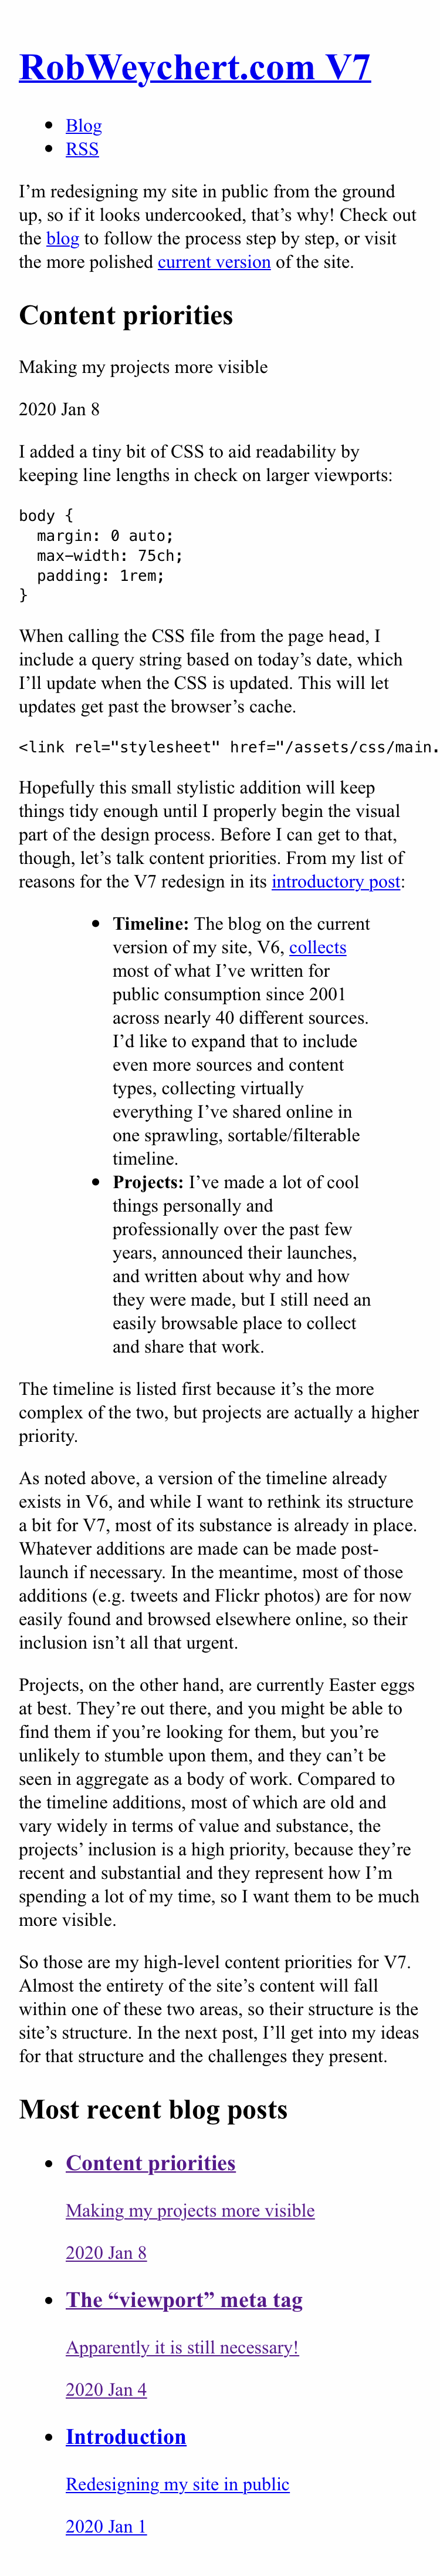 RobWeychert.com V7
Blog
RSS
I’m redesigning my site in public from the ground
up, so if it looks undercooked, that’s why! Check out
the blog to follow the process step by step, or visit
the more polished current version of the site.
Content priorities
Making my projects more visible
2020 Jan 8
I added a tiny bit of CSS to aid readability by
keeping line lengths in check on larger viewports:
body {
  margin: 0 auto;
  max-width: 75ch;
  padding: 1rem;
}
When calling the CSS file from the page head, I
include a query string based on today’s date, which
I’ll update when the CSS is updated. This will let
updates get past the browser’s cache.
<link rel="stylesheet" href="/assets/css/main.
Hopefully this small stylistic addition will keep
things tidy enough until I properly begin the visual
part of the design process. Before I can get to that,
though, let’s talk content priorities. From my list of
reasons for the V7 redesign in its introductory post:
Timeline: The blog on the current
version of my site, V6, collects
most of what I’ve written for
public consumption since 2001
across nearly 40 different sources.
I’d like to expand that to include
even more sources and content
types, collecting virtually
everything I’ve shared online in
one sprawling, sortable/filterable
timeline.
Projects: I’ve made a lot of cool
things personally and
professionally over the past few
years, announced their launches,
and written about why and how
they were made, but I still need an
easily browsable place to collect
and share that work.
The timeline is listed first because it’s the more
complex of the two, but projects are actually a higher
priority.
As noted above, a version of the timeline already
exists in V6, and while I want to rethink its structure
a bit for V7, most of its substance is already in place.
Whatever additions are made can be made post-
launch if necessary. In the meantime, most of those
additions (e.g. tweets and Flickr photos) are for now
easily found and browsed elsewhere online, so their
inclusion isn’t all that urgent.
Projects, on the other hand, are currently Easter eggs
at best. They’re out there, and you might be able to
find them if you’re looking for them, but you’re
unlikely to stumble upon them, and they can’t be
seen in aggregate as a body of work. Compared to
the timeline additions, most of which are old and
vary widely in terms of value and substance, the
projects’ inclusion is a high priority, because they’re
recent and substantial and they represent how I’m
spending a lot of my time, so I want them to be much
more visible.
So those are my high-level content priorities for V7.
Almost the entirety of the site’s content will fall
within one of these two areas, so their structure is the
site’s structure. In the next post, I’ll get into my ideas
for that structure and the challenges they present.
Most recent blog posts
Content priorities
Making my projects more visible
2020 Jan 8
The “viewport” meta tag
Apparently it is still necessary!
2020 Jan 4
Introduction
Redesigning my site in public
2020 Jan 1